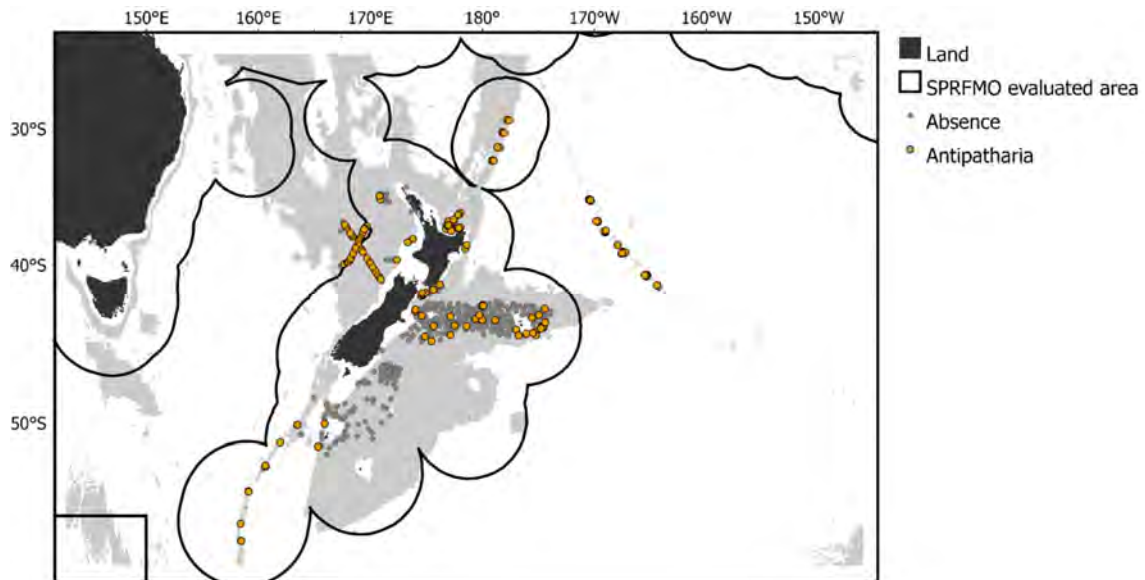 150°E 160°E 170°E 180° 170°W 160°W 150°W
Land
SPRFMO evaluated area
Absence
Antipatharia
30°S
40°S
50°S